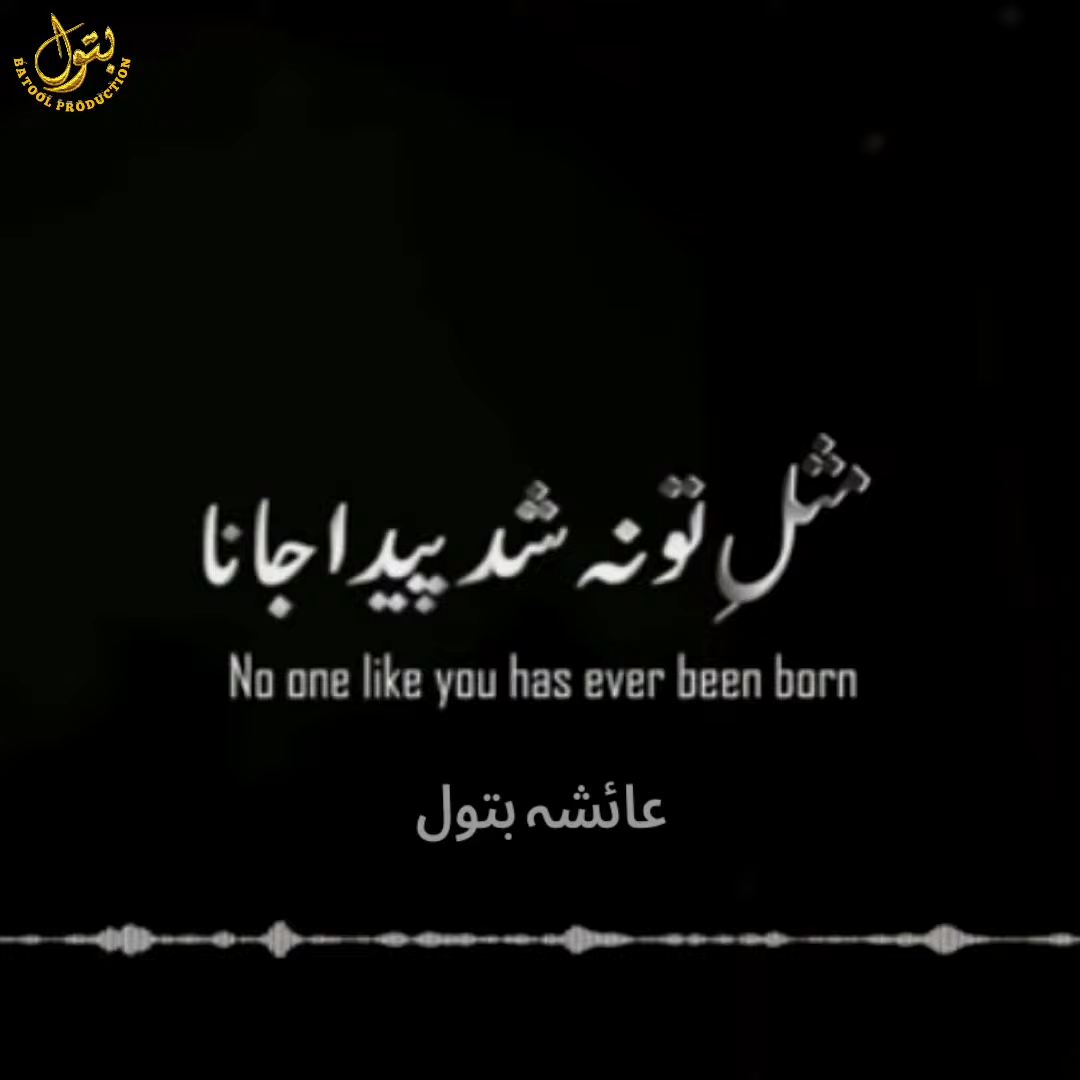 بتول
BATOOL PRODUCTION
مثلِ تو نہ شد پیدا جانا
No one like you has ever been born
عائشہ بتول